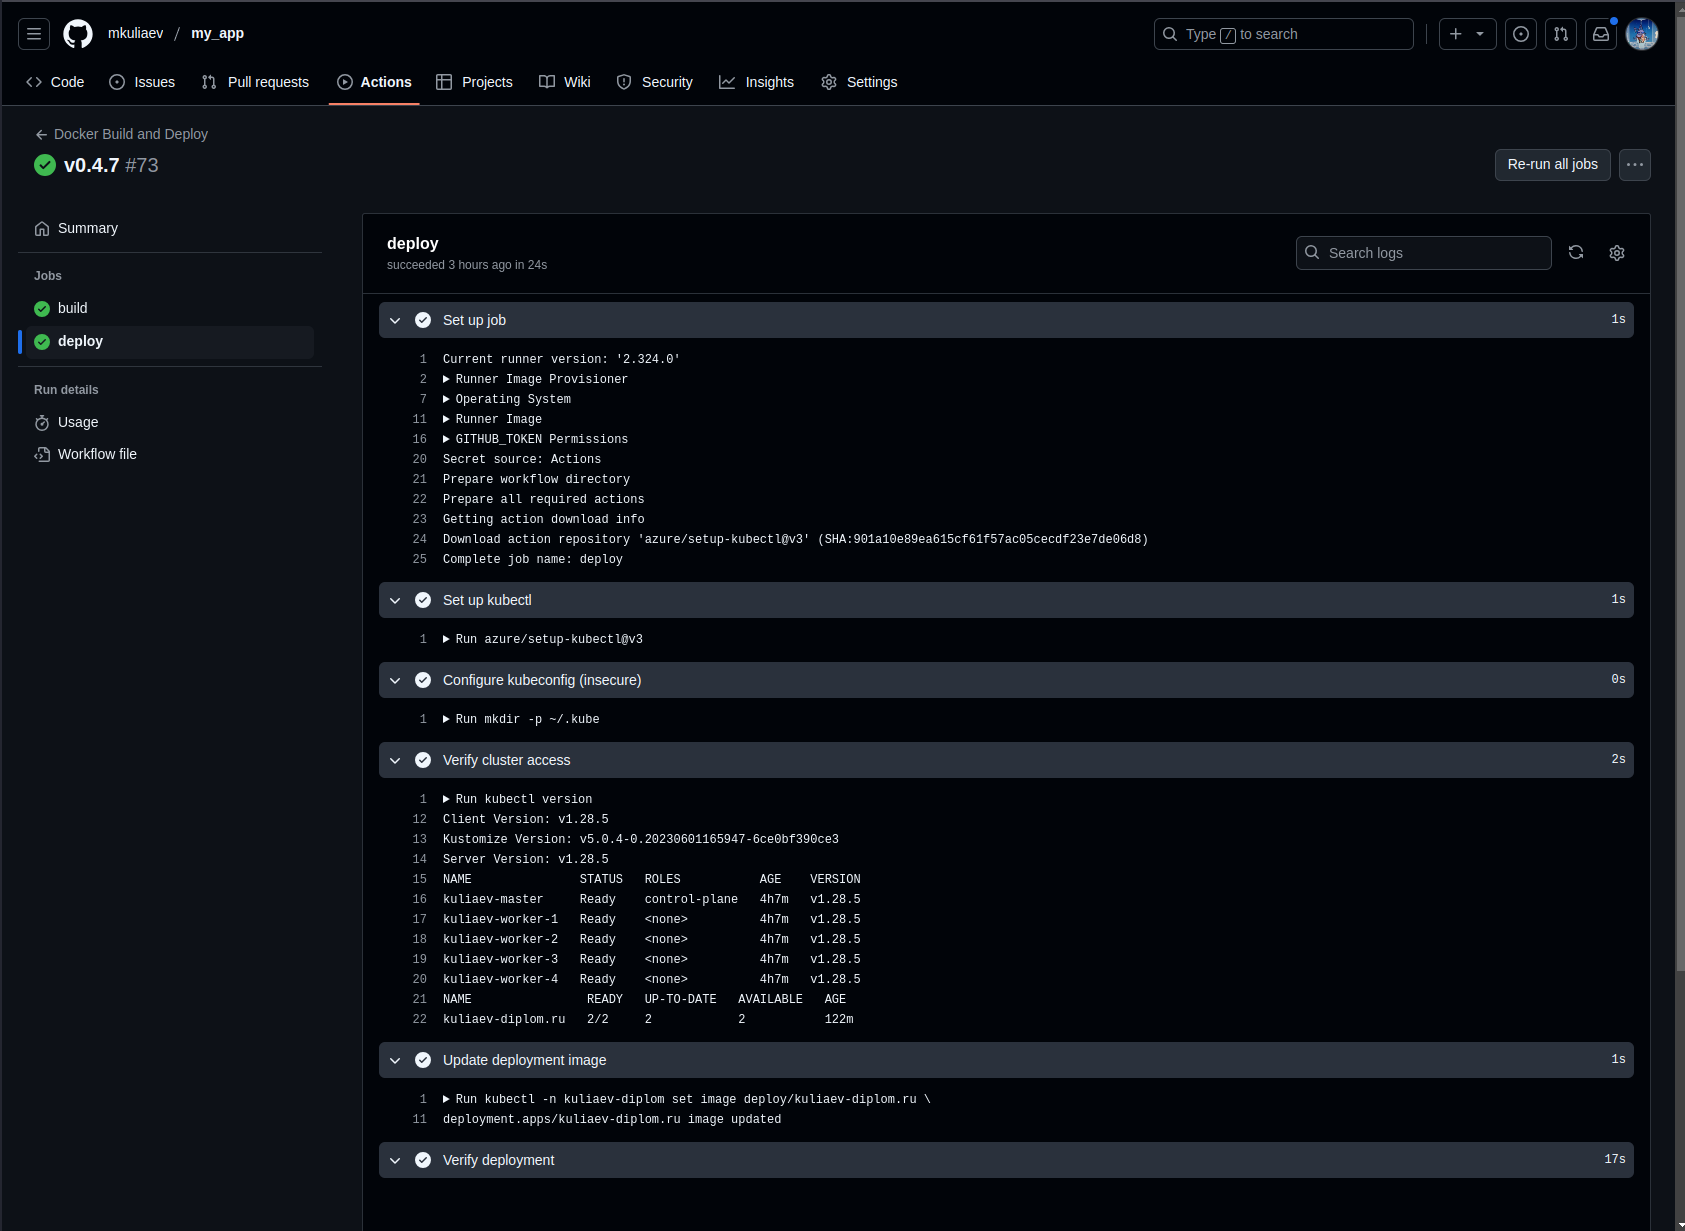 mkuliaev / my_app
Type / to search
Code Issues Pull requests Actions Projects Wiki Security Insights Settings
Docker Build and Deploy
v0.4.7 #73
Re-run all jobs
Summary
Jobs
build
deploy
Run details
Usage
Workflow file
deploy
succeeded 3 hours ago in 24s
Search logs
Set up job 1s
1 Current runner version: '2.324.0'
2 Runner Image Provisioner
7 Operating System
11 Runner Image
16 GITHUB_TOKEN Permissions
20 Secret source: Actions
21 Prepare workflow directory
22 Prepare all required actions
23 Getting action download info
24 Download action repository 'azure/setup-kubectl@v3' (SHA:901a10e89ea615cf61f57ac05cecdf23e7de06d8)
25 Complete job name: deploy
Set up kubectl 1s
1 Run azure/setup-kubectl@v3
Configure kubeconfig (insecure) 0s
1 Run mkdir -p ~/.kube
Verify cluster access 2s
1 Run kubectl version
12 Client Version: v1.28.5
13 Kustomize Version: v5.0.4-0.20230601165947-6ce0bf390ce3
14 Server Version: v1.28.5
15 NAME STATUS ROLES AGE VERSION
16 kuliaev-master Ready control-plane 4h7m v1.28.5
17 kuliaev-worker-1 Ready <none> 4h7m v1.28.5
18 kuliaev-worker-2 Ready <none> 4h7m v1.28.5
19 kuliaev-worker-3 Ready <none> 4h7m v1.28.5
20 kuliaev-worker-4 Ready <none> 4h7m v1.28.5
21 NAME READY UP-TO-DATE AVAILABLE AGE
22 kuliaev-diplom.ru 2/2 2 2 122m
Update deployment image 1s
1 Run kubectl -n kuliaev-diplom set image deploy/kuliaev-diplom.ru \
11 deployment.apps/kuliaev-diplom.ru image updated
Verify deployment 17s